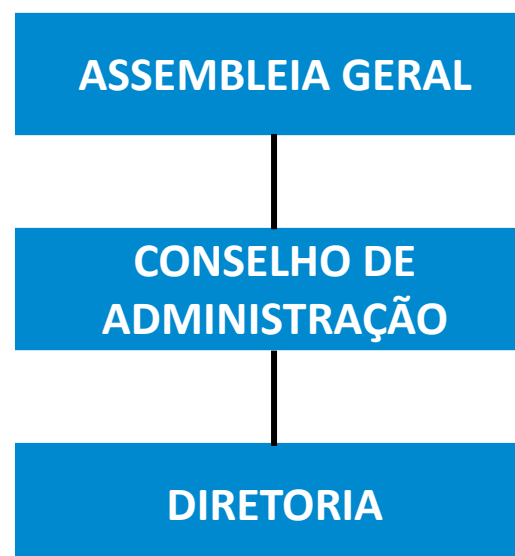 ASSEMBLEIA GERAL
CONSELHO DE
ADMINISTRAÇÃO
DIRETORIA